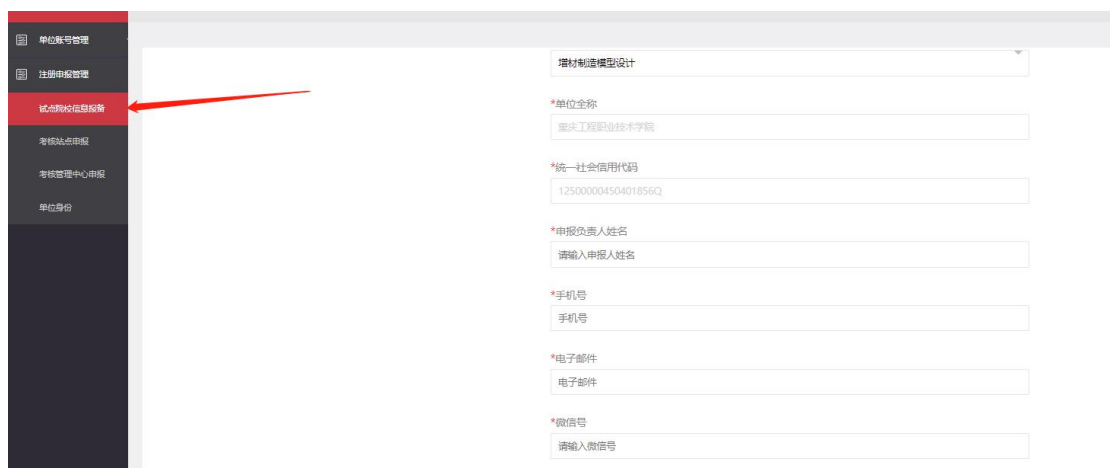 单位账号管理
注册申报管理
试点院校信息报备
考核站点申报
考核管理中心申报
单位身份
增材制造模型设计
*单位全称
重庆工程职业技术学院
*统一社会信用代码
12500000450401856Q
*申报负责人姓名
请输入申报人姓名
*手机号
手机号
*电子邮件
电子邮件
*微信号
请输入微信号